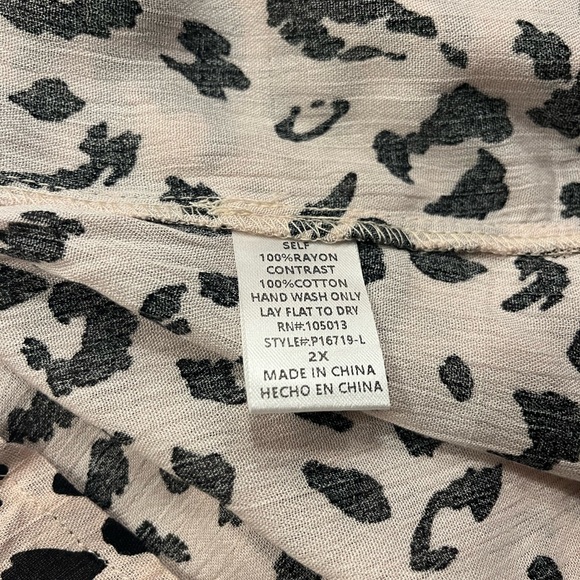 SELF
100%RAYON
CONTRAST
100%COTTON
HAND WASH ONLY
LAY FLAT TO DRY
RN#:105013
STYLE#:P16719-L
2X
MADE IN CHINA
HECHO EN CHINA